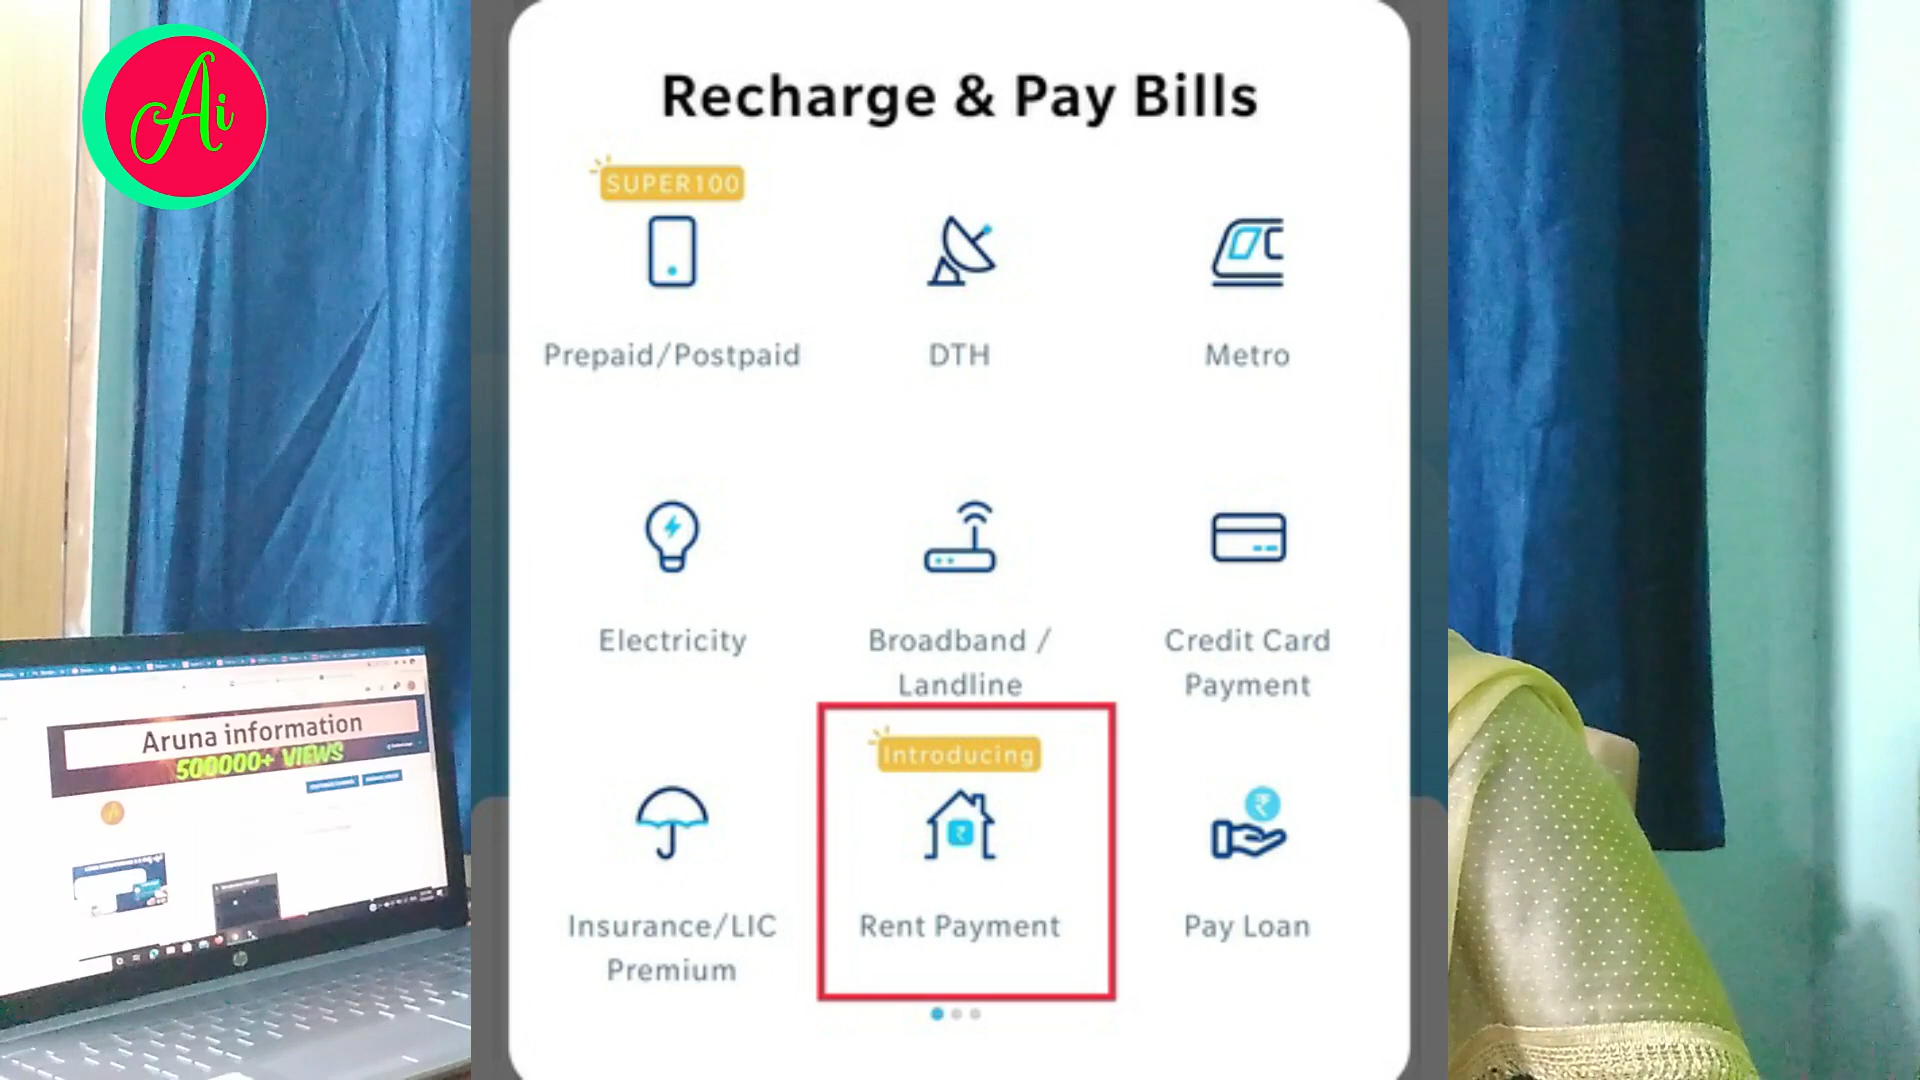 Ai
Recharge & Pay Bills
SUPER100
Prepaid/Postpaid
DTH
Metro
Electricity
Broadband /
Landline
Credit Card
Payment
Introducing
Insurance/LIC
Premium
Rent Payment
Pay Loan
Aruna information
500000+ VIEWS